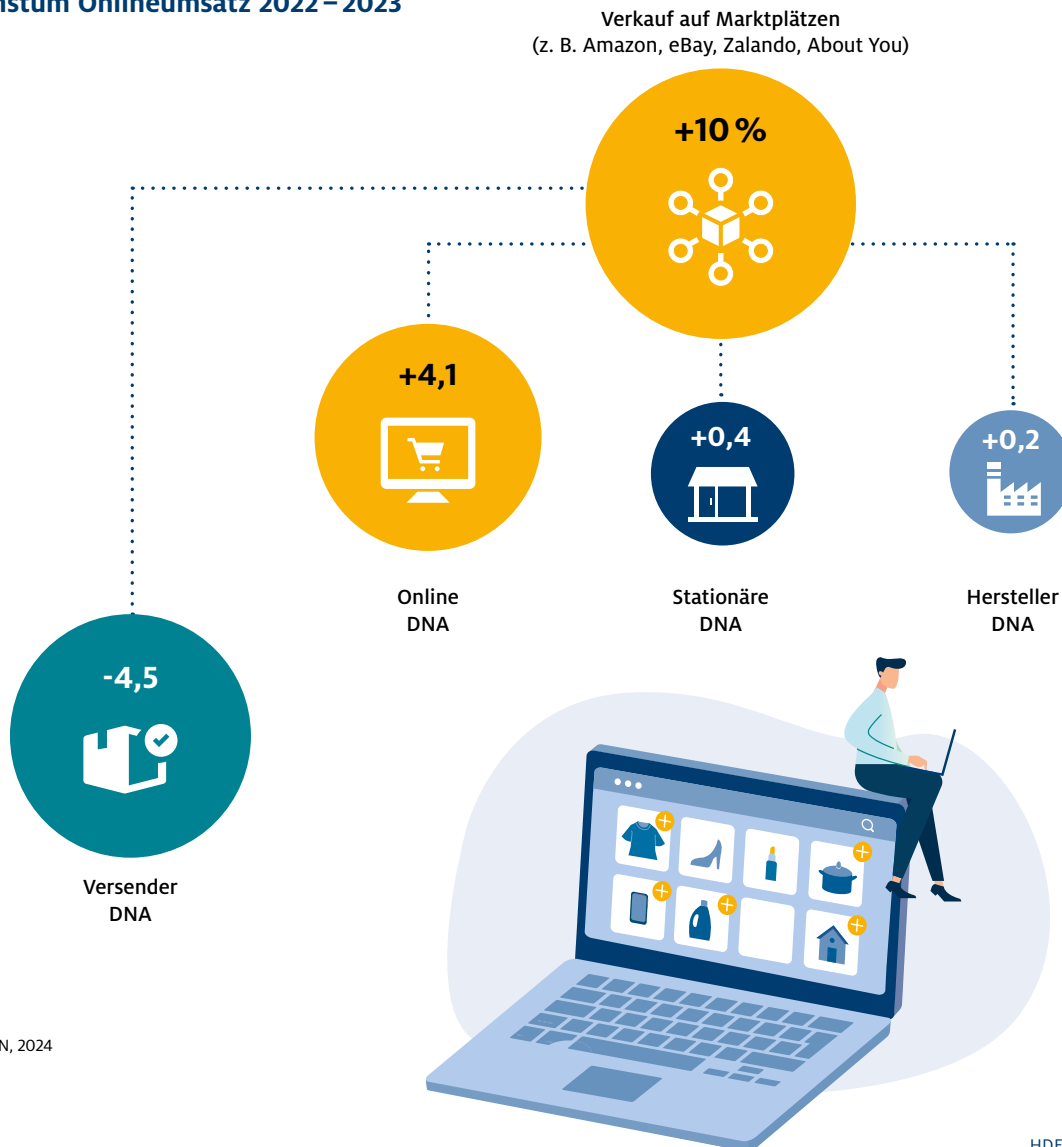 hstum Onlineumsatz 2022 – 2023
Verkauf auf Marktplätzen
(z. B. Amazon, eBay, Zalando, About You)
+10 %
+4,1
+0,4
+0,2
Online
DNA
Stationäre
DNA
Hersteller
DNA
-4,5
Versender
DNA
N, 2024
HDE